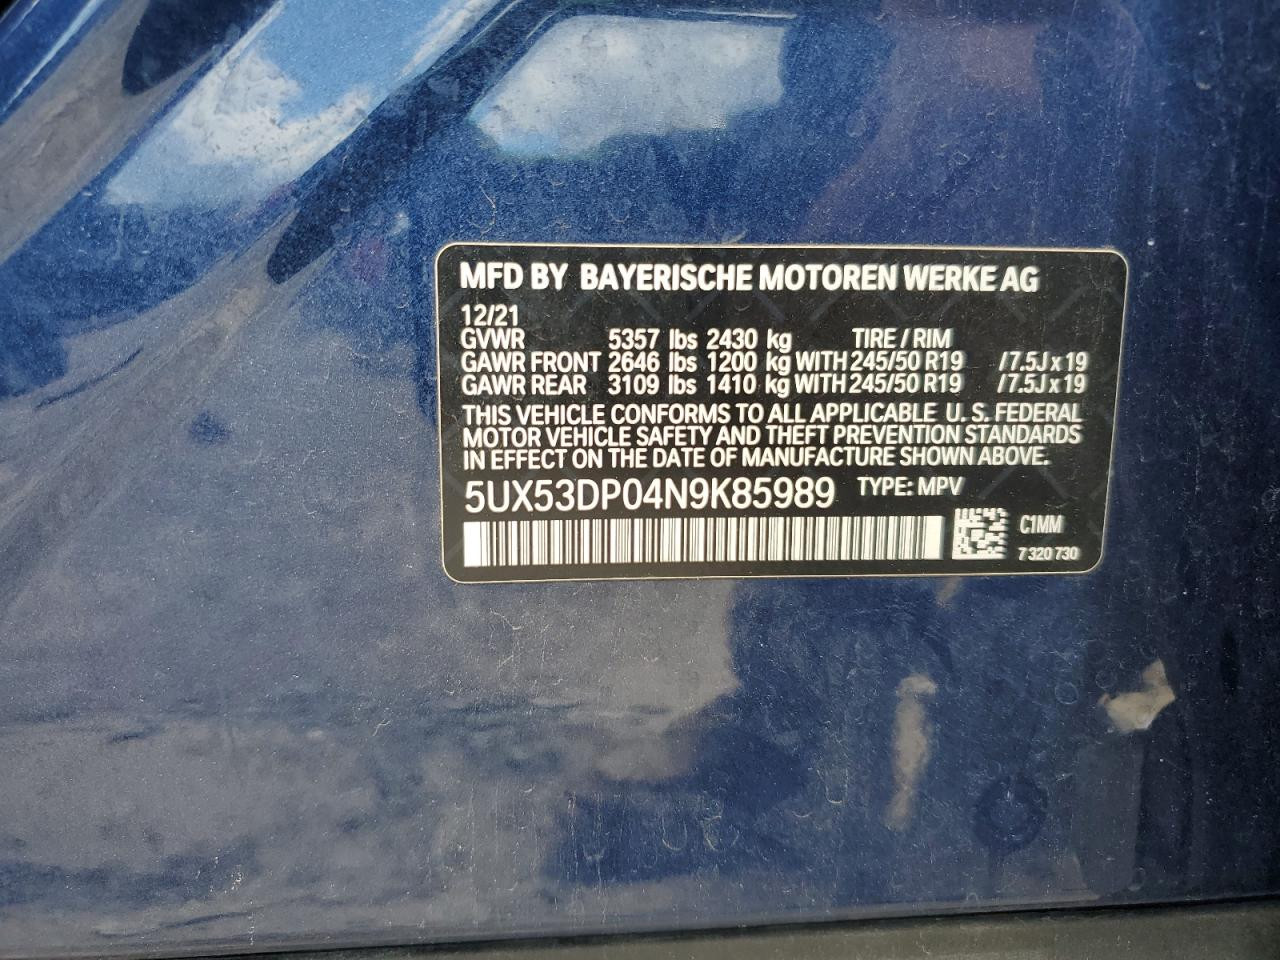 MFD BY BAYERISCHE MOTOREN WERKE AG
12/21
GVWR 5357 lbs 2430 kg TIRE / RIM
GAWR FRONT 2646 lbs 1200 kg WITH 245/50 R19 /7.5J x 19
GAWR REAR 3109 lbs 1410 kg WITH 245/50 R19 /7.5J x 19
THIS VEHICLE CONFORMS TO ALL APPLICABLE U. S. FEDERAL
MOTOR VEHICLE SAFETY AND THEFT PREVENTION STANDARDS
IN EFFECT ON THE DATE OF MANUFACTURE SHOWN ABOVE.
5UX53DP04N9K85989 TYPE: MPV
C1MM
7 320 730